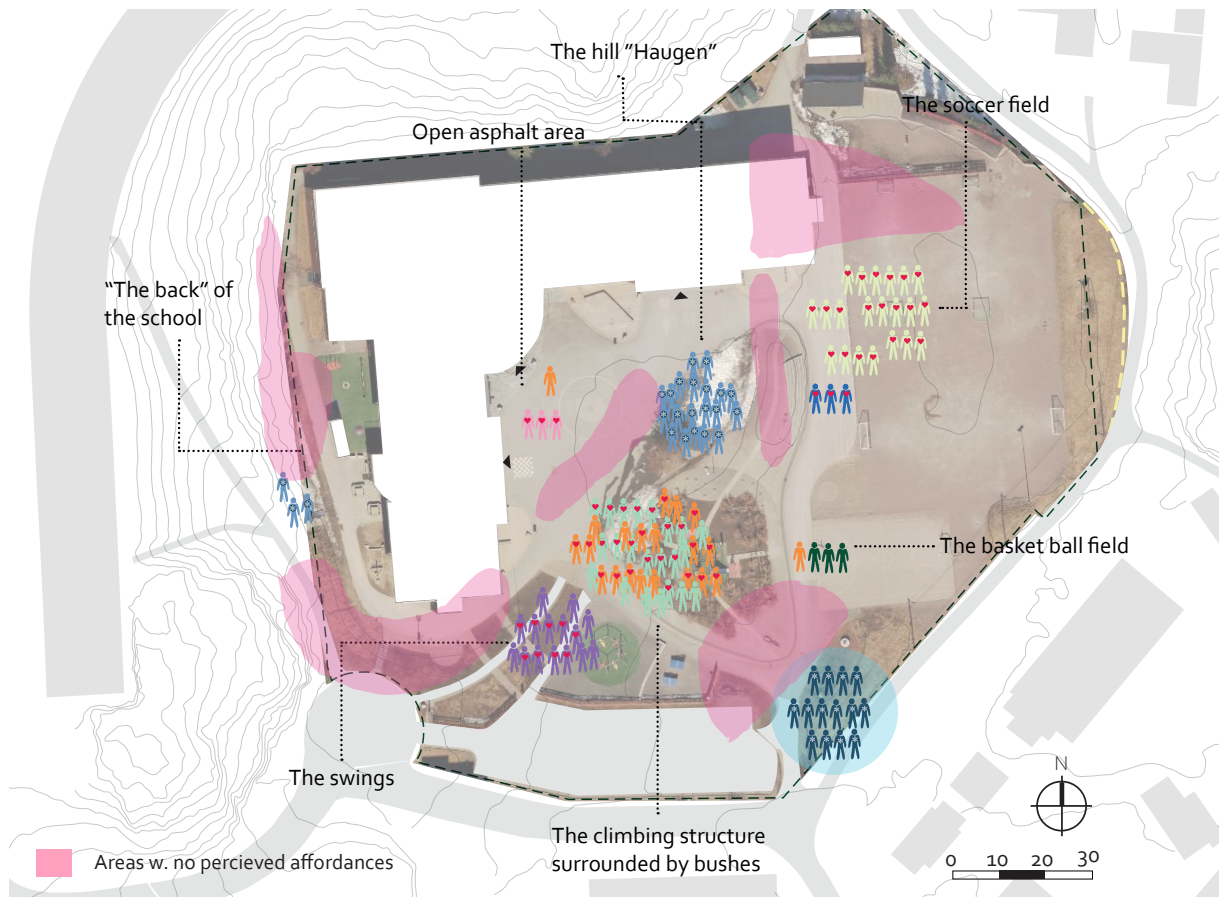 The hill ”Haugen”
The soccer field
Open asphalt area
”The back” of
the school
The basket ball field
The swings
The climbing structure
surrounded by bushes
N
Areas w. no percieved affordances
0 10 20 30